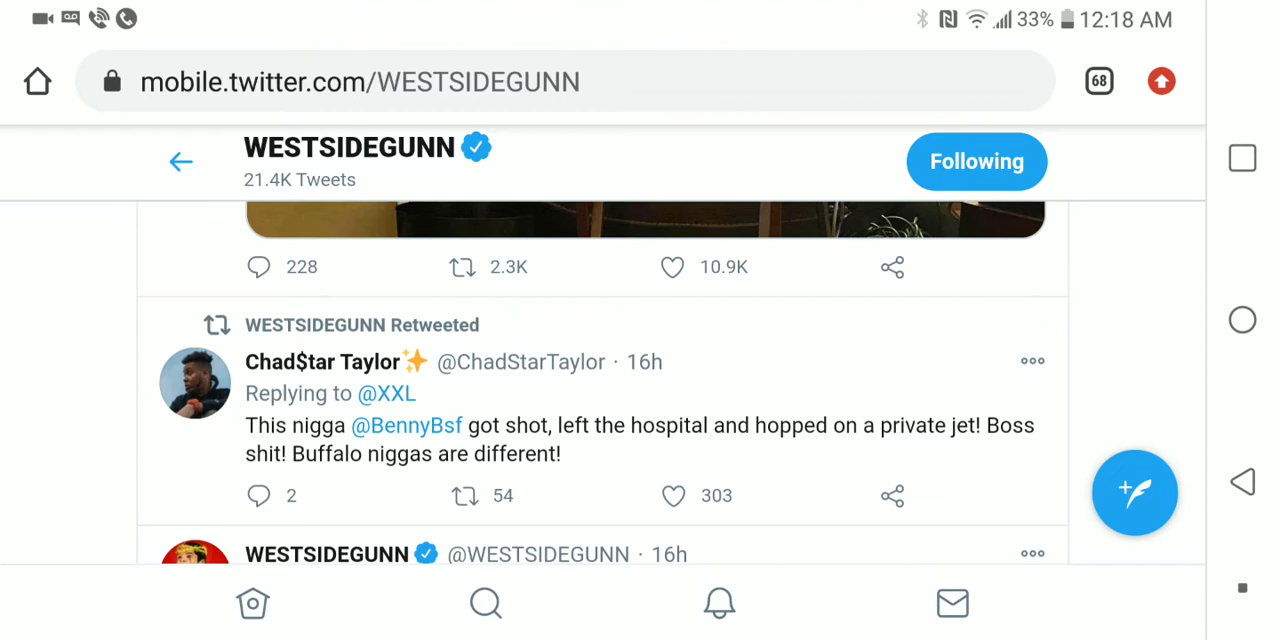 33% 12:18 AM
mobile.twitter.com/WESTSIDEGUNN
68
WESTSIDEGUNN
21.4K Tweets
Following
228 2.3K 10.9K
WESTSIDEGUNN Retweeted
Chad$tar Taylor✨ @ChadStarTaylor · 16h
Replying to @XXL
This nigga @BennyBsf got shot, left the hospital and hopped on a private jet! Boss
shit! Buffalo niggas are different!
2 54 303
WESTSIDEGUNN @WESTSIDEGUNN · 16h